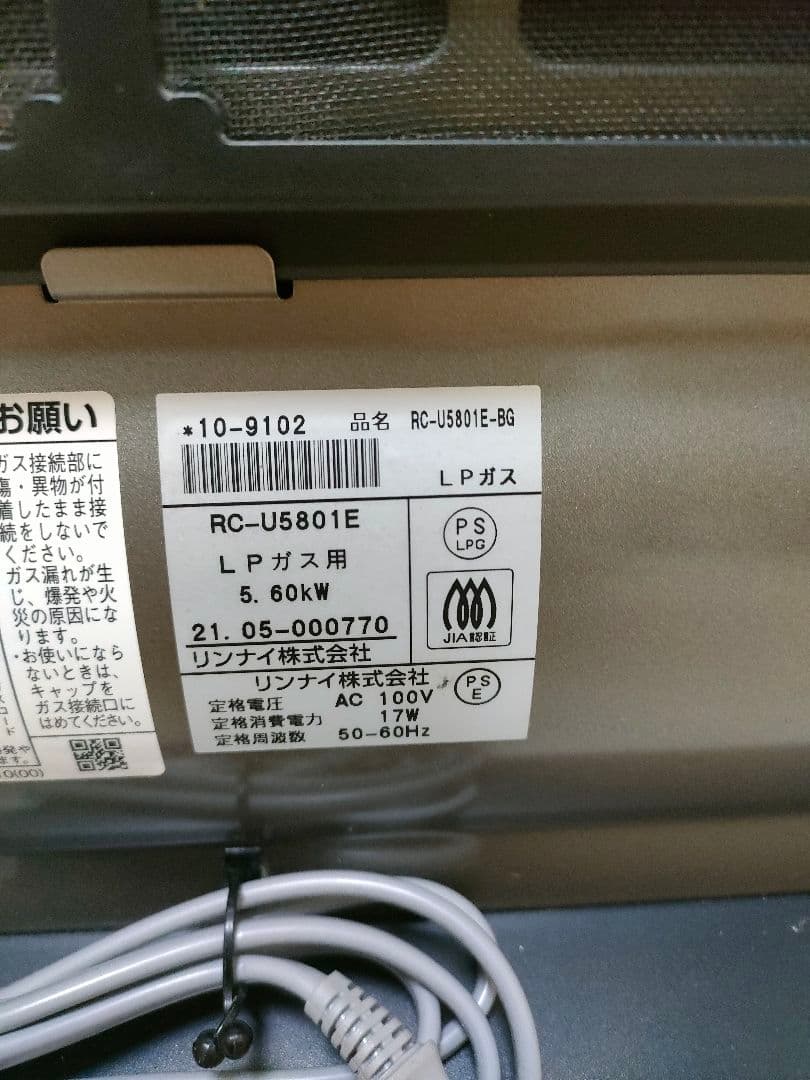 お願い
ガス接続部に
傷・異物が付
着したまま接
続をしないで
ください。
ガス漏れが生
じ、爆発や火
災の原因にな
ります。
・お使いになら
ないときは、
キャップを
ガス接続口に
はめてください。
*10-9102 品名 RC-U5801E-BG
LPガス
RC-U5801E
LPガス用
5.60kW
21.05-000770
リンナイ株式会社
PS
LPG
JIA認証
リンナイ株式会社
PS
E
定格電圧 AC 100V
定格消費電力 17W
定格周波数 50-60Hz